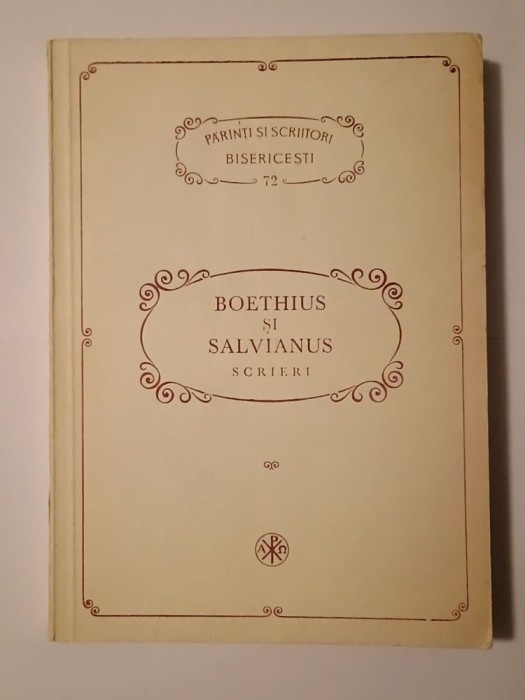 PĂRINȚI ȘI SCRIITORI
BISERICEȘTI
72
BOETHIUS
ȘI
SALVIANUS
SCRIERI
Α Ρ Ω